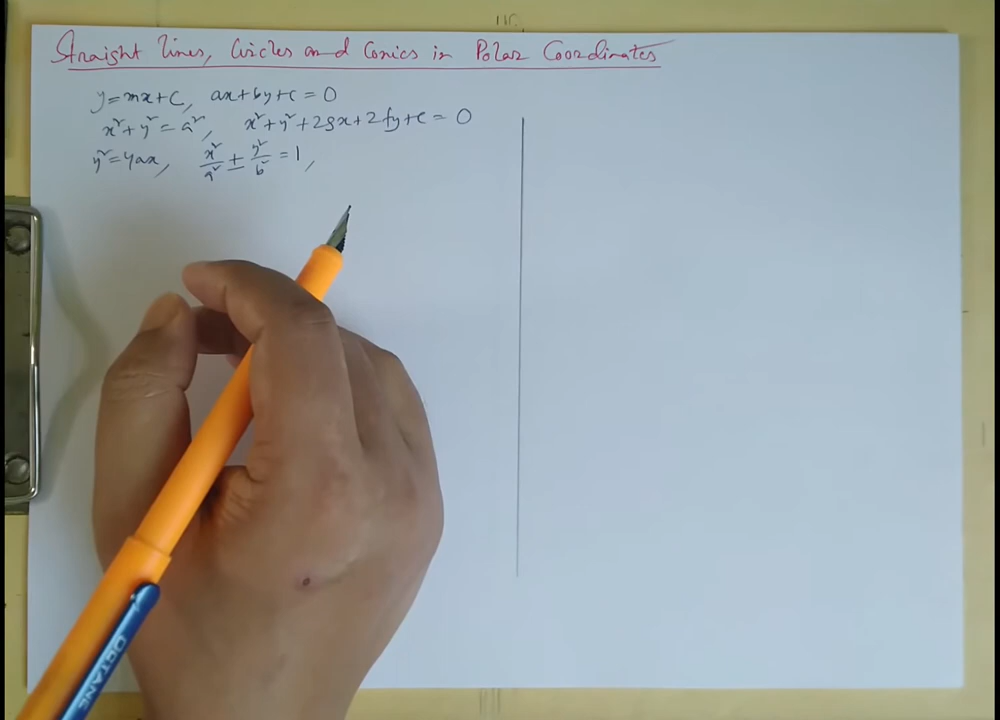 Straight lines, Circles and Conics in Polar Coordinates
y=mx+c, ax+by+c=0
x²+y²=a², x²+y²+2gx+2fy+c=0
y²=4ax, x²/a² ± y²/b² =1,
OCTANE